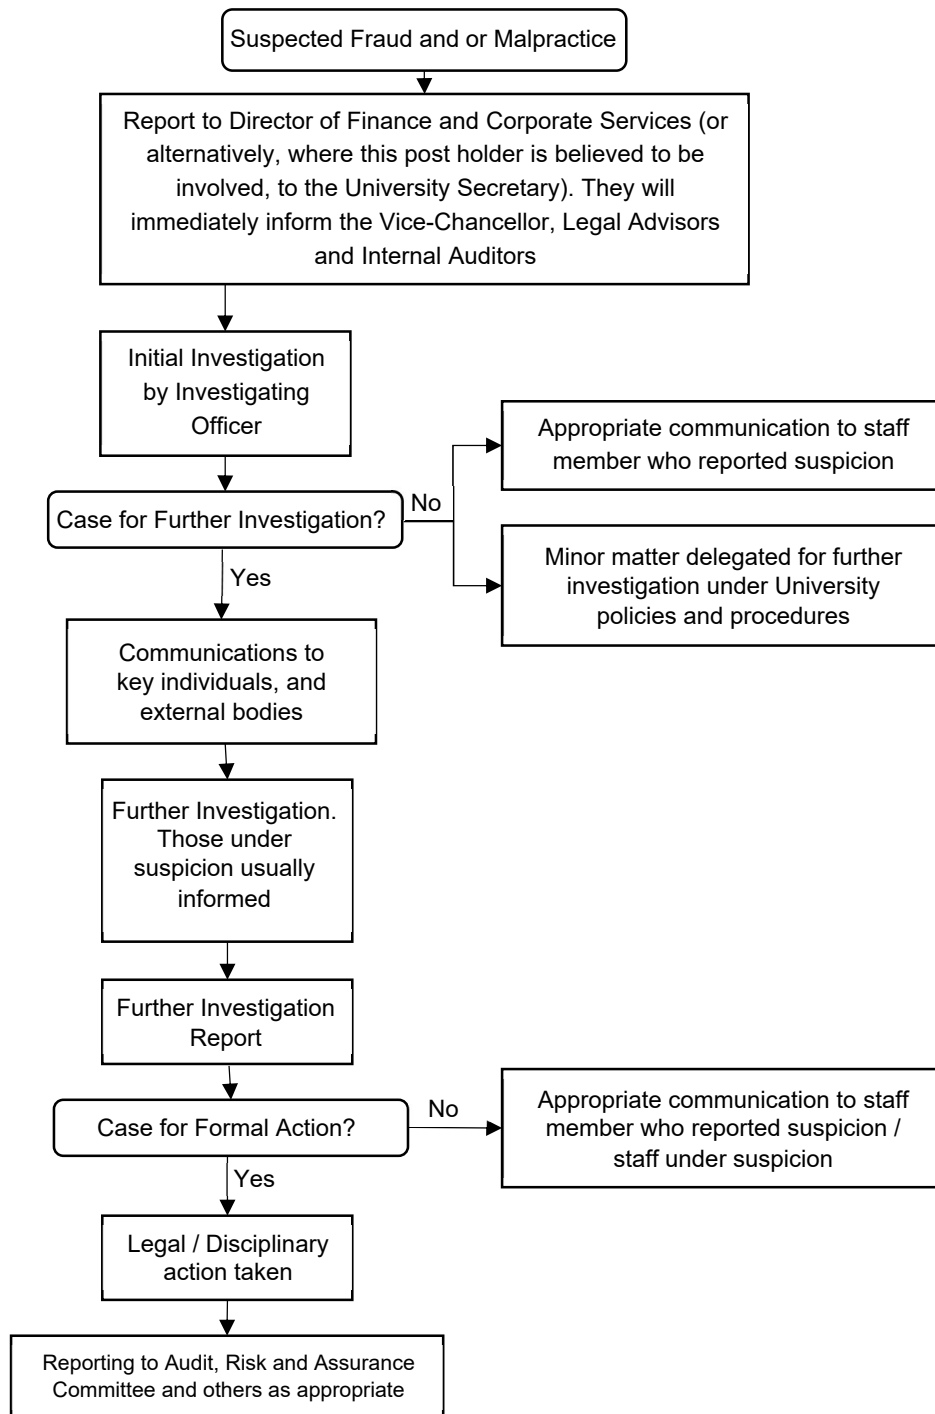 Suspected Fraud and or Malpractice
Report to Director of Finance and Corporate Services (or
alternatively, where this post holder is believed to be
involved, to the University Secretary). They will
immediately inform the Vice-Chancellor, Legal Advisors
and Internal Auditors
Initial Investigation
by Investigating
Officer
Case for Further Investigation?
No
Appropriate communication to staff
member who reported suspicion
Minor matter delegated for further
investigation under University
policies and procedures
Yes
Communications to
key individuals, and
external bodies
Further Investigation.
Those under
suspicion usually
informed
Further Investigation
Report
Case for Formal Action?
No
Appropriate communication to staff
member who reported suspicion /
staff under suspicion
Yes
Legal / Disciplinary
action taken
Reporting to Audit, Risk and Assurance
Committee and others as appropriate